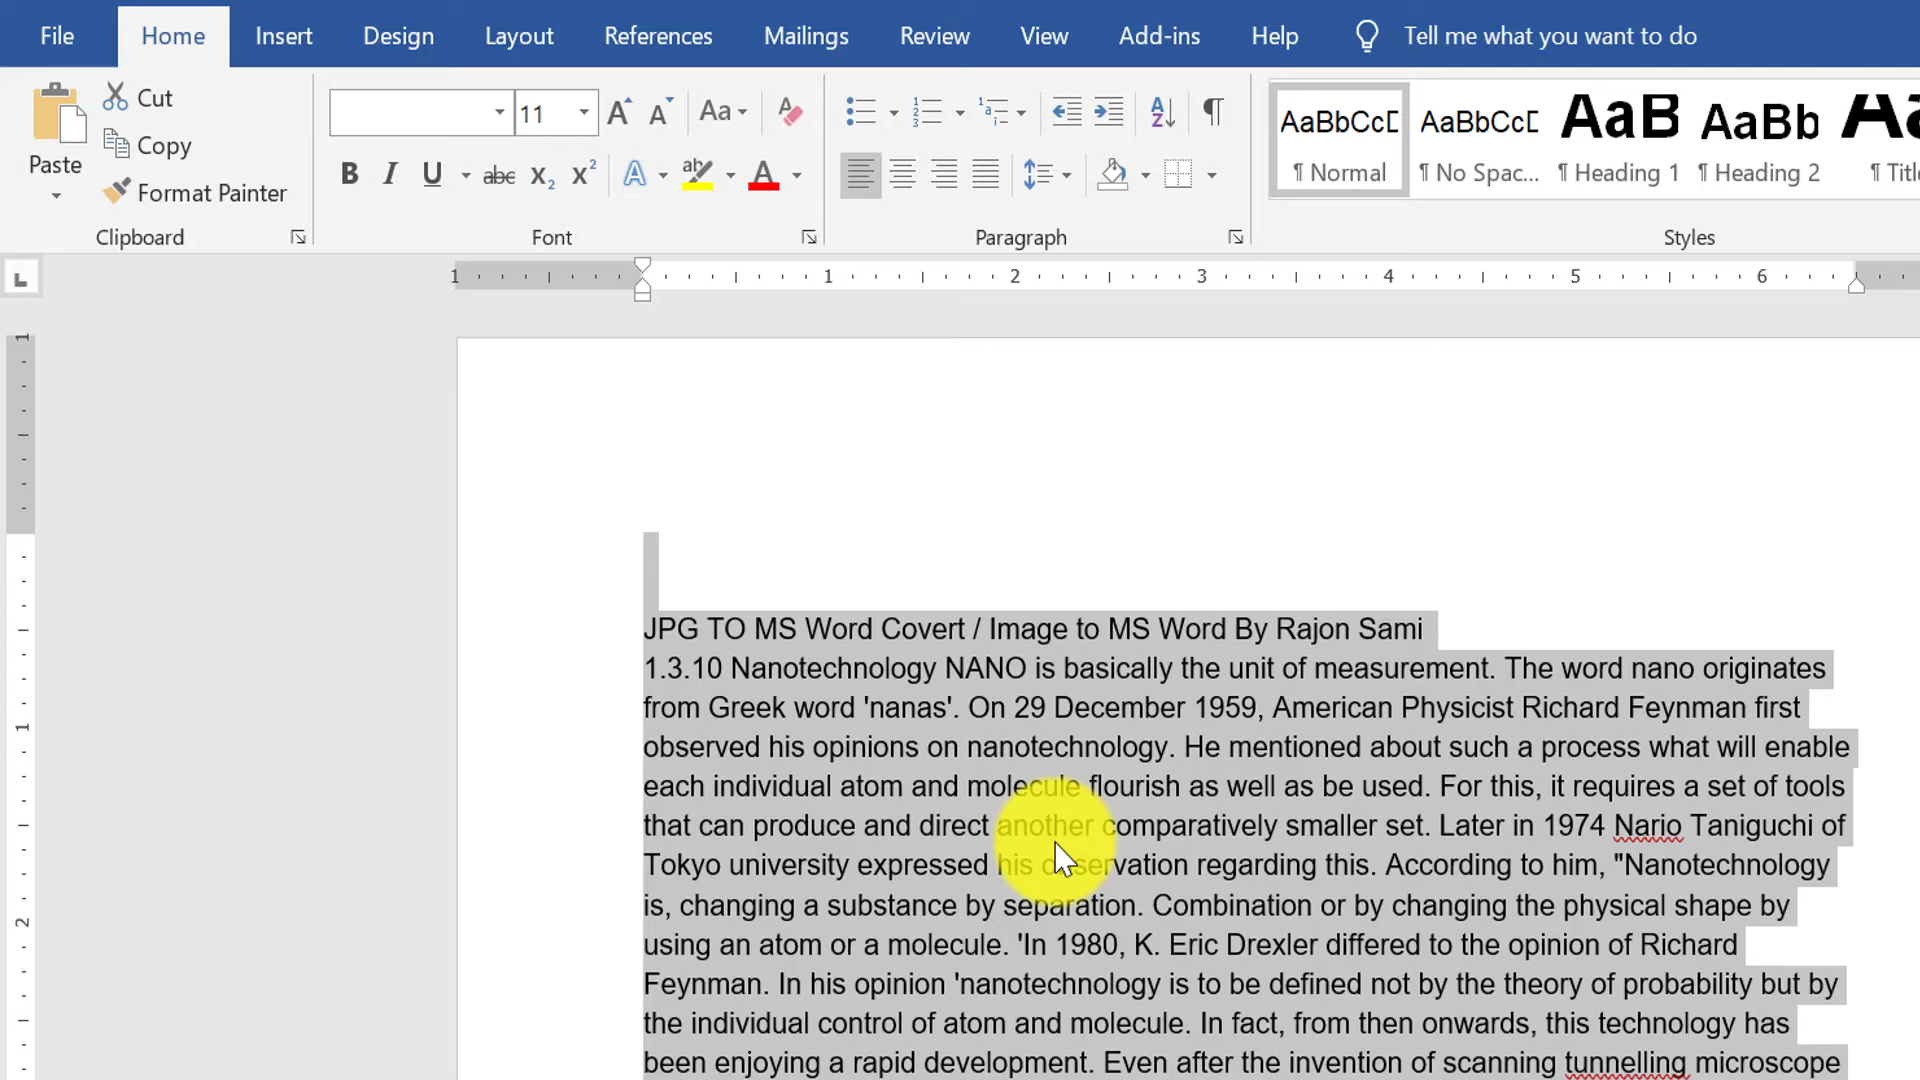 File Home Insert Design Layout References Mailings Review View Add-ins Help Tell me what you want to do
Paste
Cut
Copy
Format Painter
Clipboard
11
Aa
B I U abc X₂ X²
Font
Paragraph
AaBbCcD AaBbCcD AaB AaBb Aa
¶ Normal ¶ No Spac... ¶ Heading 1 ¶ Heading 2 ¶ Titl
Styles
1 1 2 3 4 5 6
JPG TO MS Word Covert / Image to MS Word By Rajon Sami
1.3.10 Nanotechnology NANO is basically the unit of measurement. The word nano originates
from Greek word 'nanas'. On 29 December 1959, American Physicist Richard Feynman first
observed his opinions on nanotechnology. He mentioned about such a process what will enable
each individual atom and molecule flourish as well as be used. For this, it requires a set of tools
that can produce and direct another comparatively smaller set. Later in 1974 Nario Taniguchi of
Tokyo university expressed his observation regarding this. According to him, "Nanotechnology
is, changing a substance by separation. Combination or by changing the physical shape by
using an atom or a molecule. 'In 1980, K. Eric Drexler differed to the opinion of Richard
Feynman. In his opinion 'nanotechnology is to be defined not by the theory of probability but by
the individual control of atom and molecule. In fact, from then onwards, this technology has
been enjoying a rapid development. Even after the invention of scanning tunnelling microscope